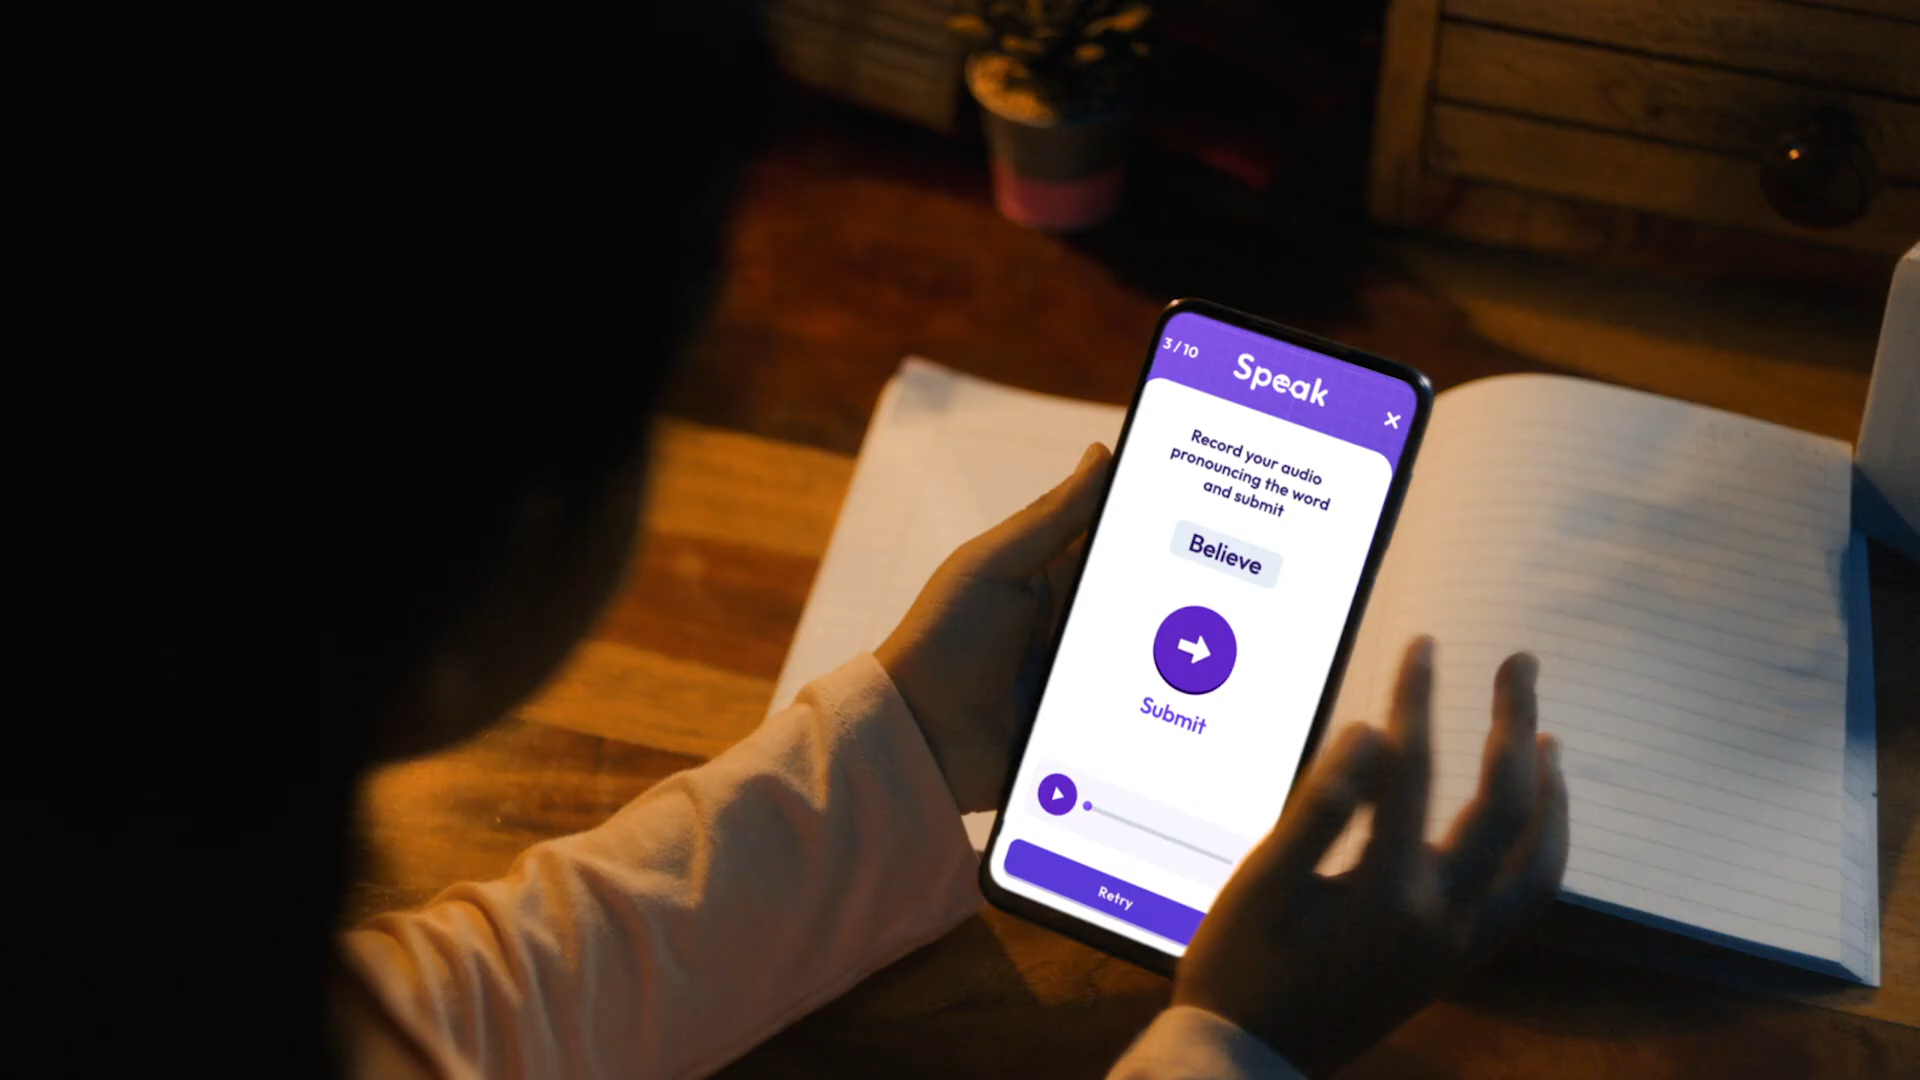 3 / 10
Speak
Record your audio
pronouncing the word
and submit
Believe
Submit
Retry